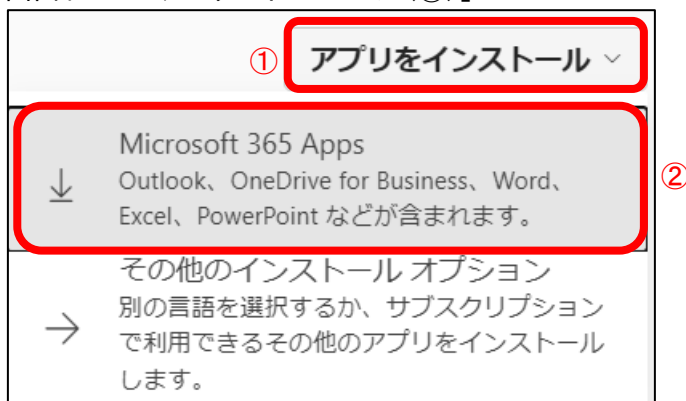 ① アプリをインストール
Microsoft 365 Apps
Outlook、OneDrive for Business、Word、
Excel、PowerPoint などが含まれます。
②
その他のインストール オプション
別の言語を選択するか、サブスクリプション
で利用できるその他のアプリをインストール
します。